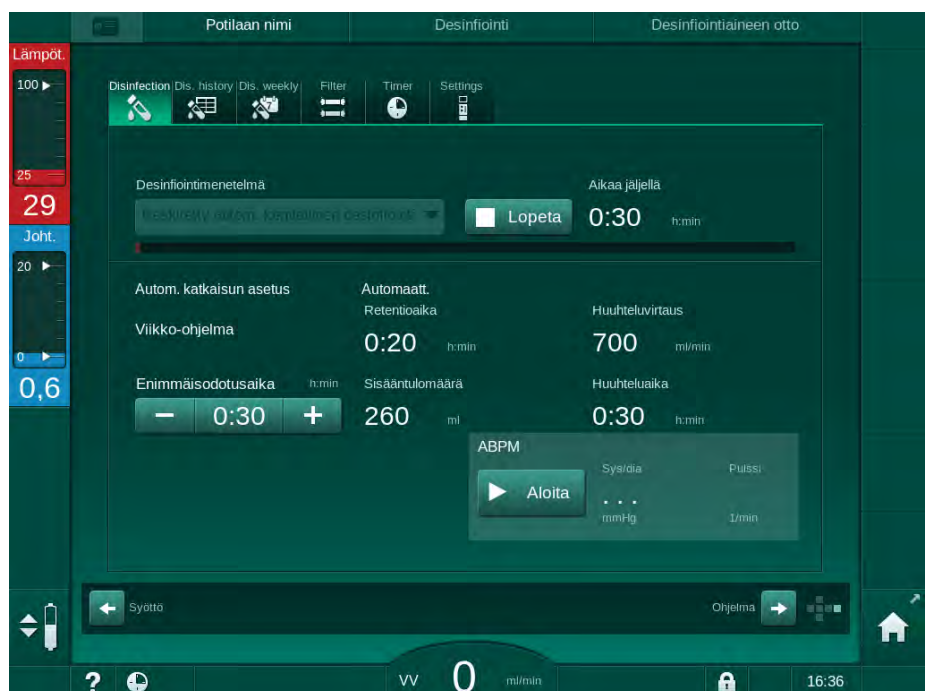 Potilaan nimi
Desinfiointi
Desinfiointiaineen otto
Lämpöt.
100
25
29
Joht.
20
0
0,6
Disinfection
Dis. history
Dis. weekly
Filter
Timer
Settings
Desinfiointimenetelmä
Lopeta
Aikaa jäljellä
0:30 h:min
Autom. katkaisun asetus
Automaatt.
Retentioaika
Huuhteluvirtaus
Viikko-ohjelma
0:20 h:min
700 ml/min
Enimmäisodotusaika h:min
Sisääntulomäärä
Huuhteluaika
− 0:30 +
260 ml
0:30 h:min
ABPM
Sys/dia
Pulssi
Aloita
. . .
mmHg
1/min
Syöttö
Ohjelma
? VV 0 ml/min 16:36